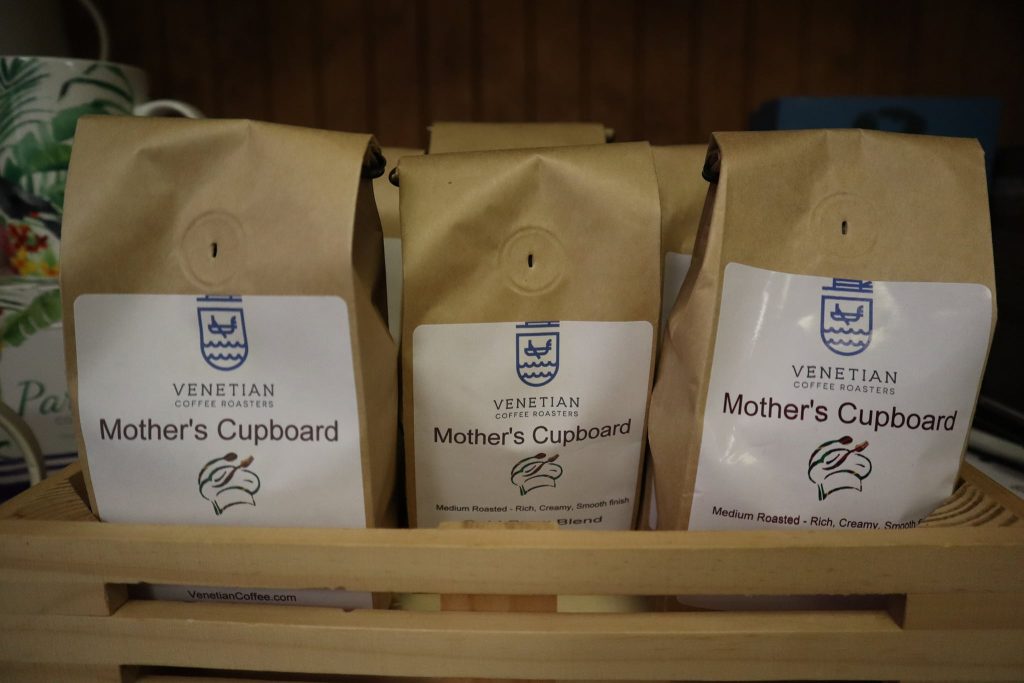 VENETIAN
COFFEE ROASTERS
Mother's Cupboard
VenetianCoffee.com
VENETIAN
COFFEE ROASTERS
Mother's Cupboard
Medium Roasted - Rich, Creamy, Smooth finish
Blend
VENETIAN
COFFEE ROASTERS
Mother's Cupboard
Medium Roasted - Rich, Creamy, Smooth